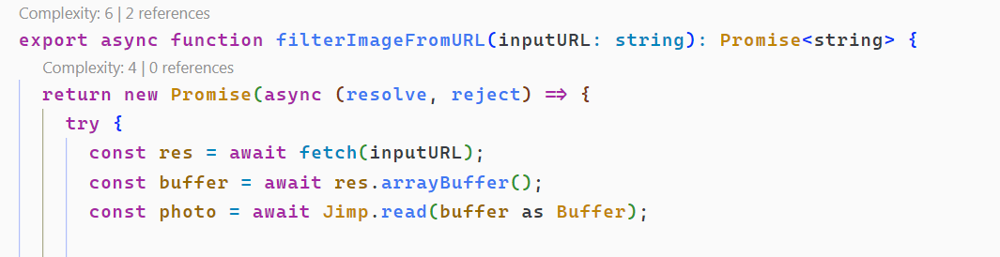 Complexity: 6 | 2 references
export async function filterImageFromURL(inputURL: string): Promise<string> {
Complexity: 4 | 0 references
return new Promise(async (resolve, reject) => {
try {
const res = await fetch(inputURL);
const buffer = await res.arrayBuffer();
const photo = await Jimp.read(buffer as Buffer);